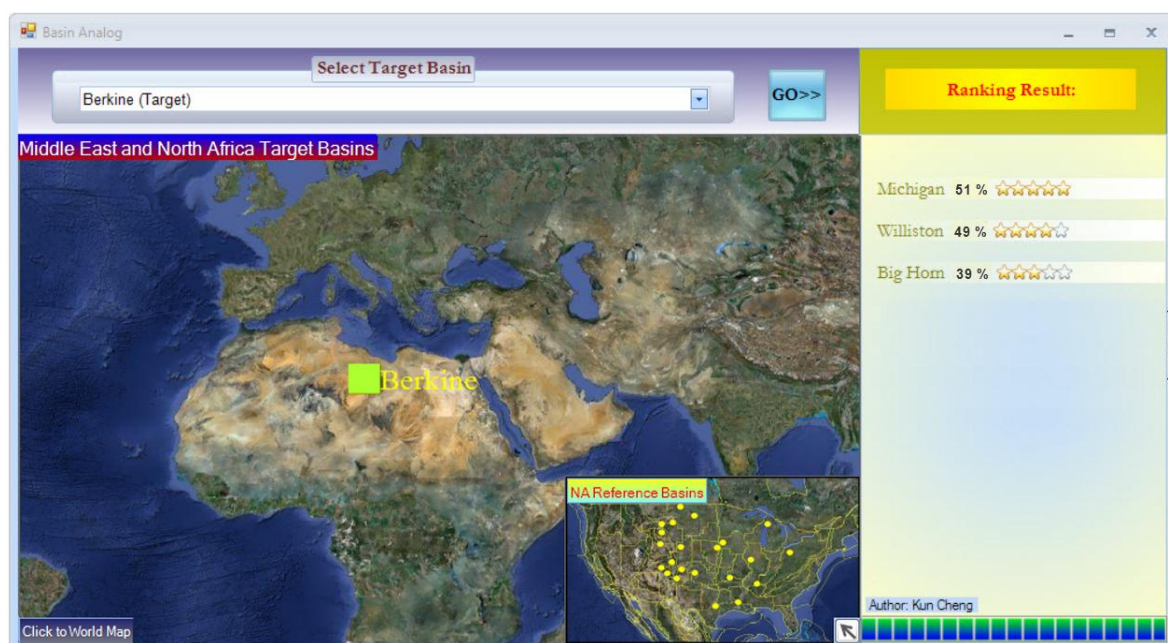 Basin Analog
Select Target Basin
Berkine (Target)
GO>>
Ranking Result:
Middle East and North Africa Target Basins
Michigan 51 %
Williston 49 %
Big Horn 39 %
Berkine
NA Reference Basins
Author: Kun Cheng
Click to World Map